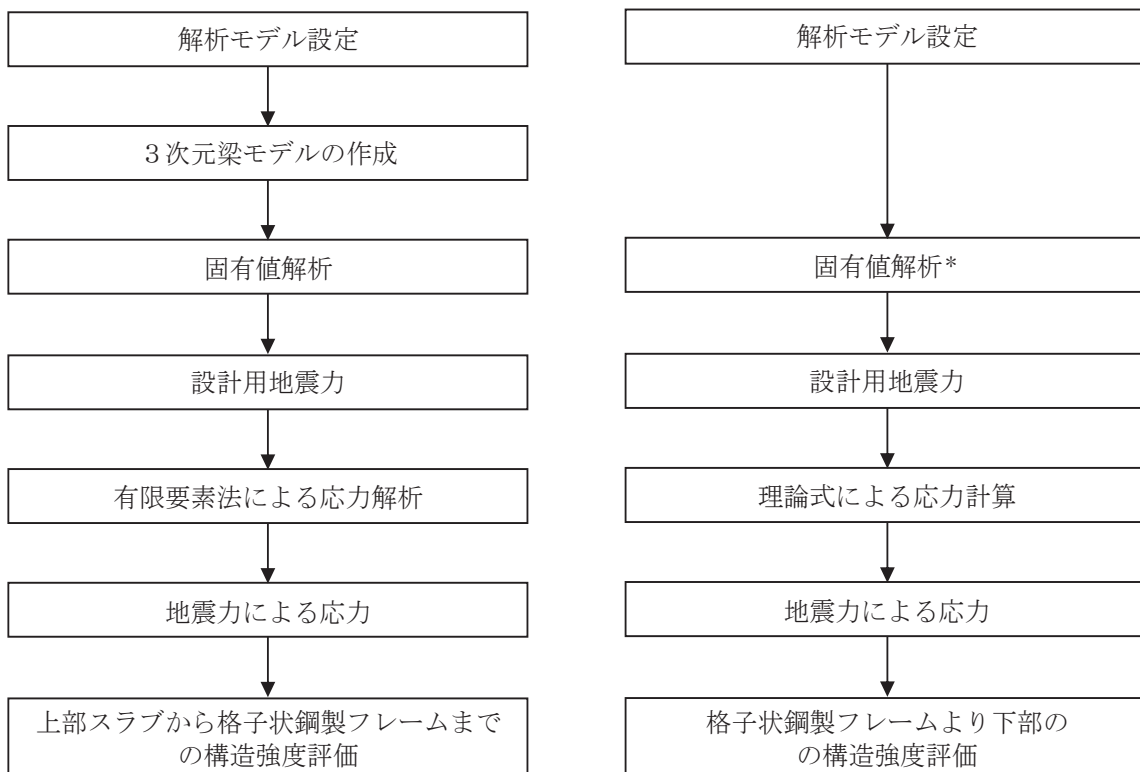 解析モデル設定
３次元梁モデルの作成
固有値解析
設計用地震力
有限要素法による応力解析
地震力による応力
上部スラブから格子状鋼製フレームまで
の構造強度評価
解析モデル設定
固有値解析*
設計用地震力
理論式による応力計算
地震力による応力
格子状鋼製フレームより下部の
の構造強度評価